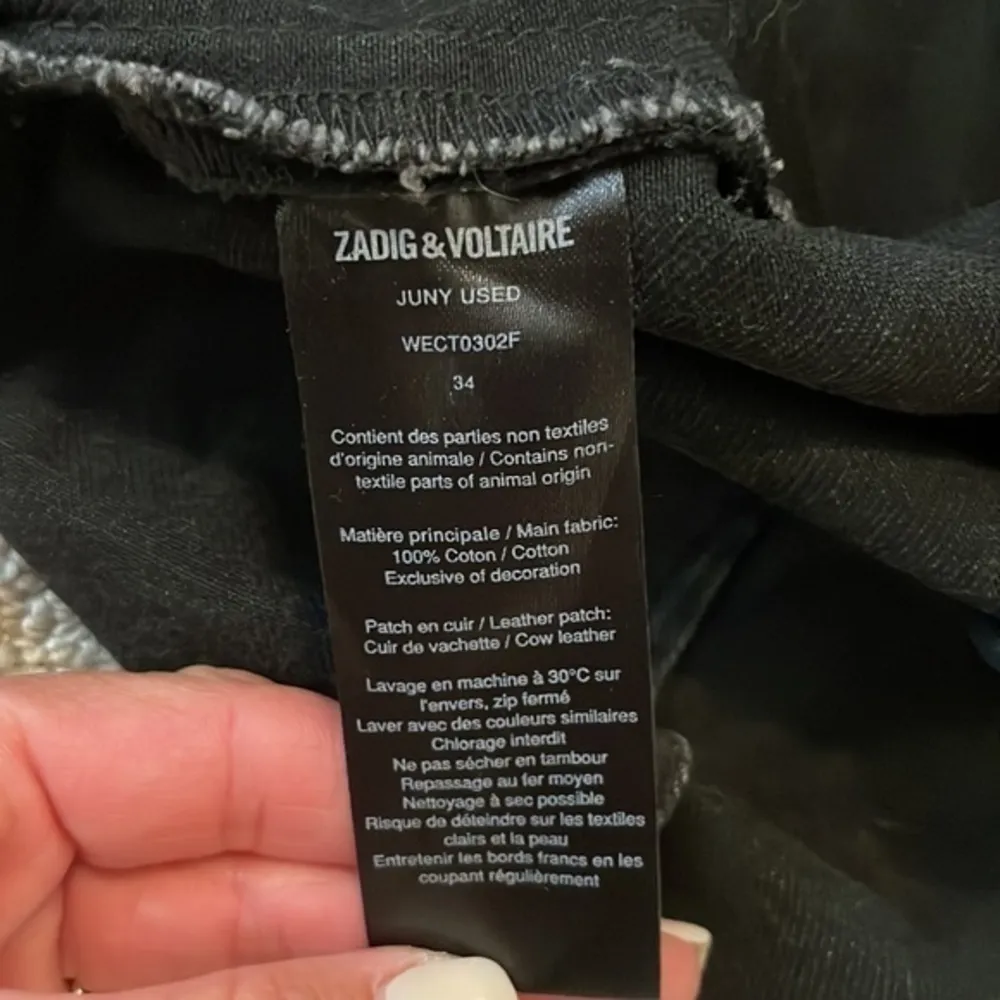 ZADIG & VOLTAIRE
JUNY USED
WECT0302F
34
Contient des parties non textiles
d'origine animale / Contains non-
textile parts of animal origin
Matière principale / Main fabric:
100% Coton / Cotton
Exclusive of decoration
Patch en cuir / Leather patch:
Cuir de vachette / Cow leather
Lavage en machine à 30°C sur
l'envers, zip fermé
Laver avec des couleurs similaires
Chlorage interdit
Ne pas sécher en tambour
Repassage au fer moyen
Nettoyage à sec possible
Risque de déteindre sur les textiles
clairs et la peau
Entretenir les bords francs en les
coupant régulièrement